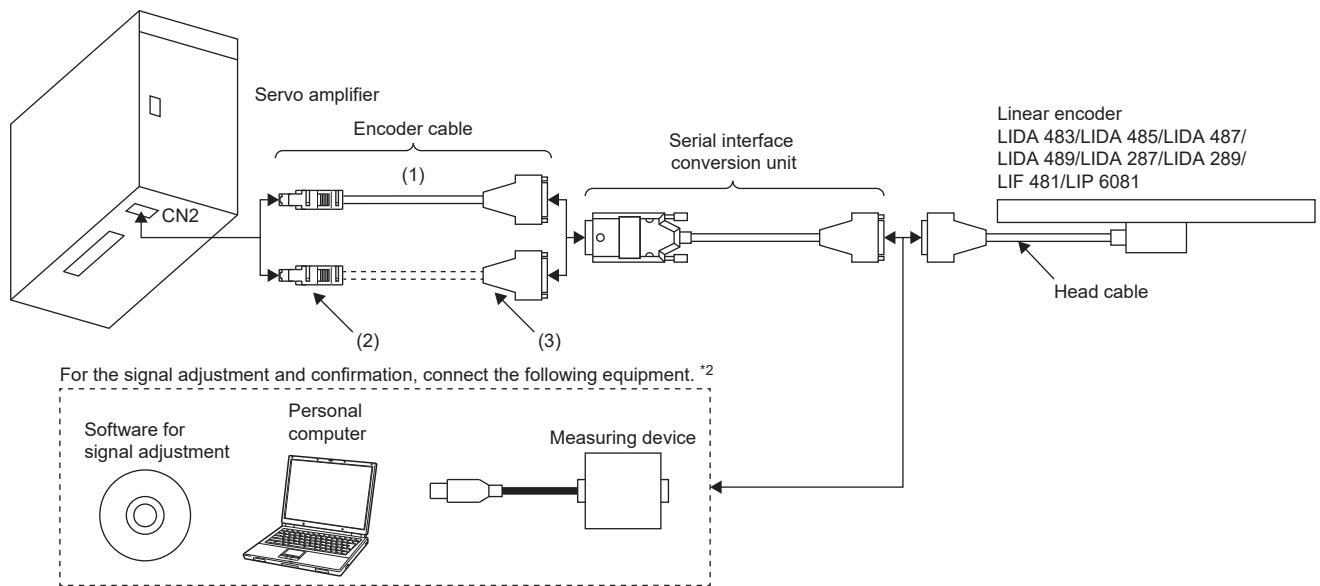 Servo amplifier
Encoder cable
(1)
Serial interface
conversion unit
Linear encoder
LIDA 483/LIDA 485/LIDA 487/
LIDA 489/LIDA 287/LIDA 289/
LIF 481/LIP 6081
CN2
Head cable
(2)
(3)
For the signal adjustment and confirmation, connect the following equipment. *2
Software for
signal adjustment
Personal
computer
Measuring device